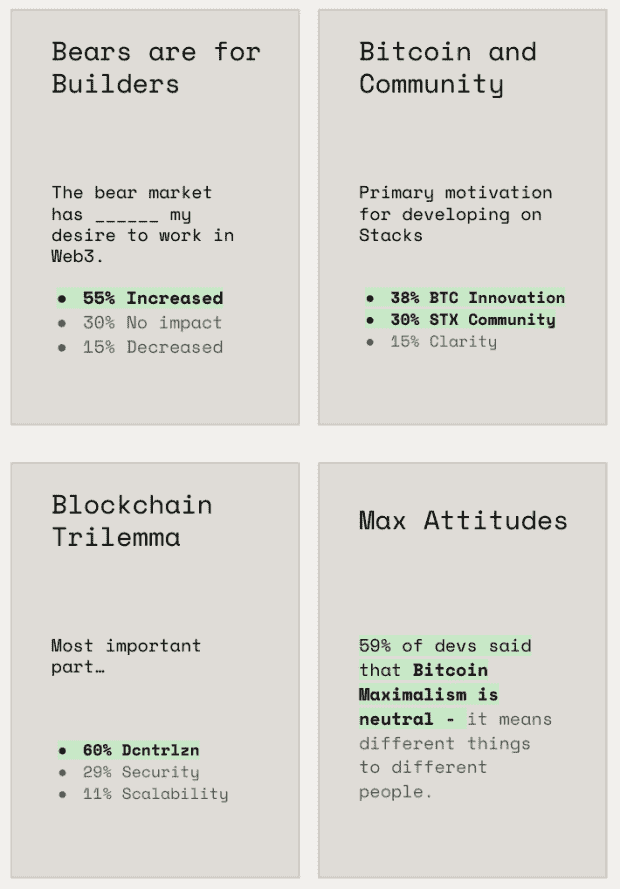 Bears are for
Builders
The bear market
has ______ my
desire to work in
Web3.
● 55% Increased
● 30% No impact
● 15% Decreased
Bitcoin and
Community
Primary motivation
for developing on
Stacks
● 38% BTC Innovation
● 30% STX Community
● 15% Clarity
Blockchain
Trilemma
Most important
part…
● 60% Dcntrlzn
● 29% Security
● 11% Scalability
Max Attitudes
59% of devs said
that Bitcoin
Maximalism is
neutral - it means
different things
to different
people.